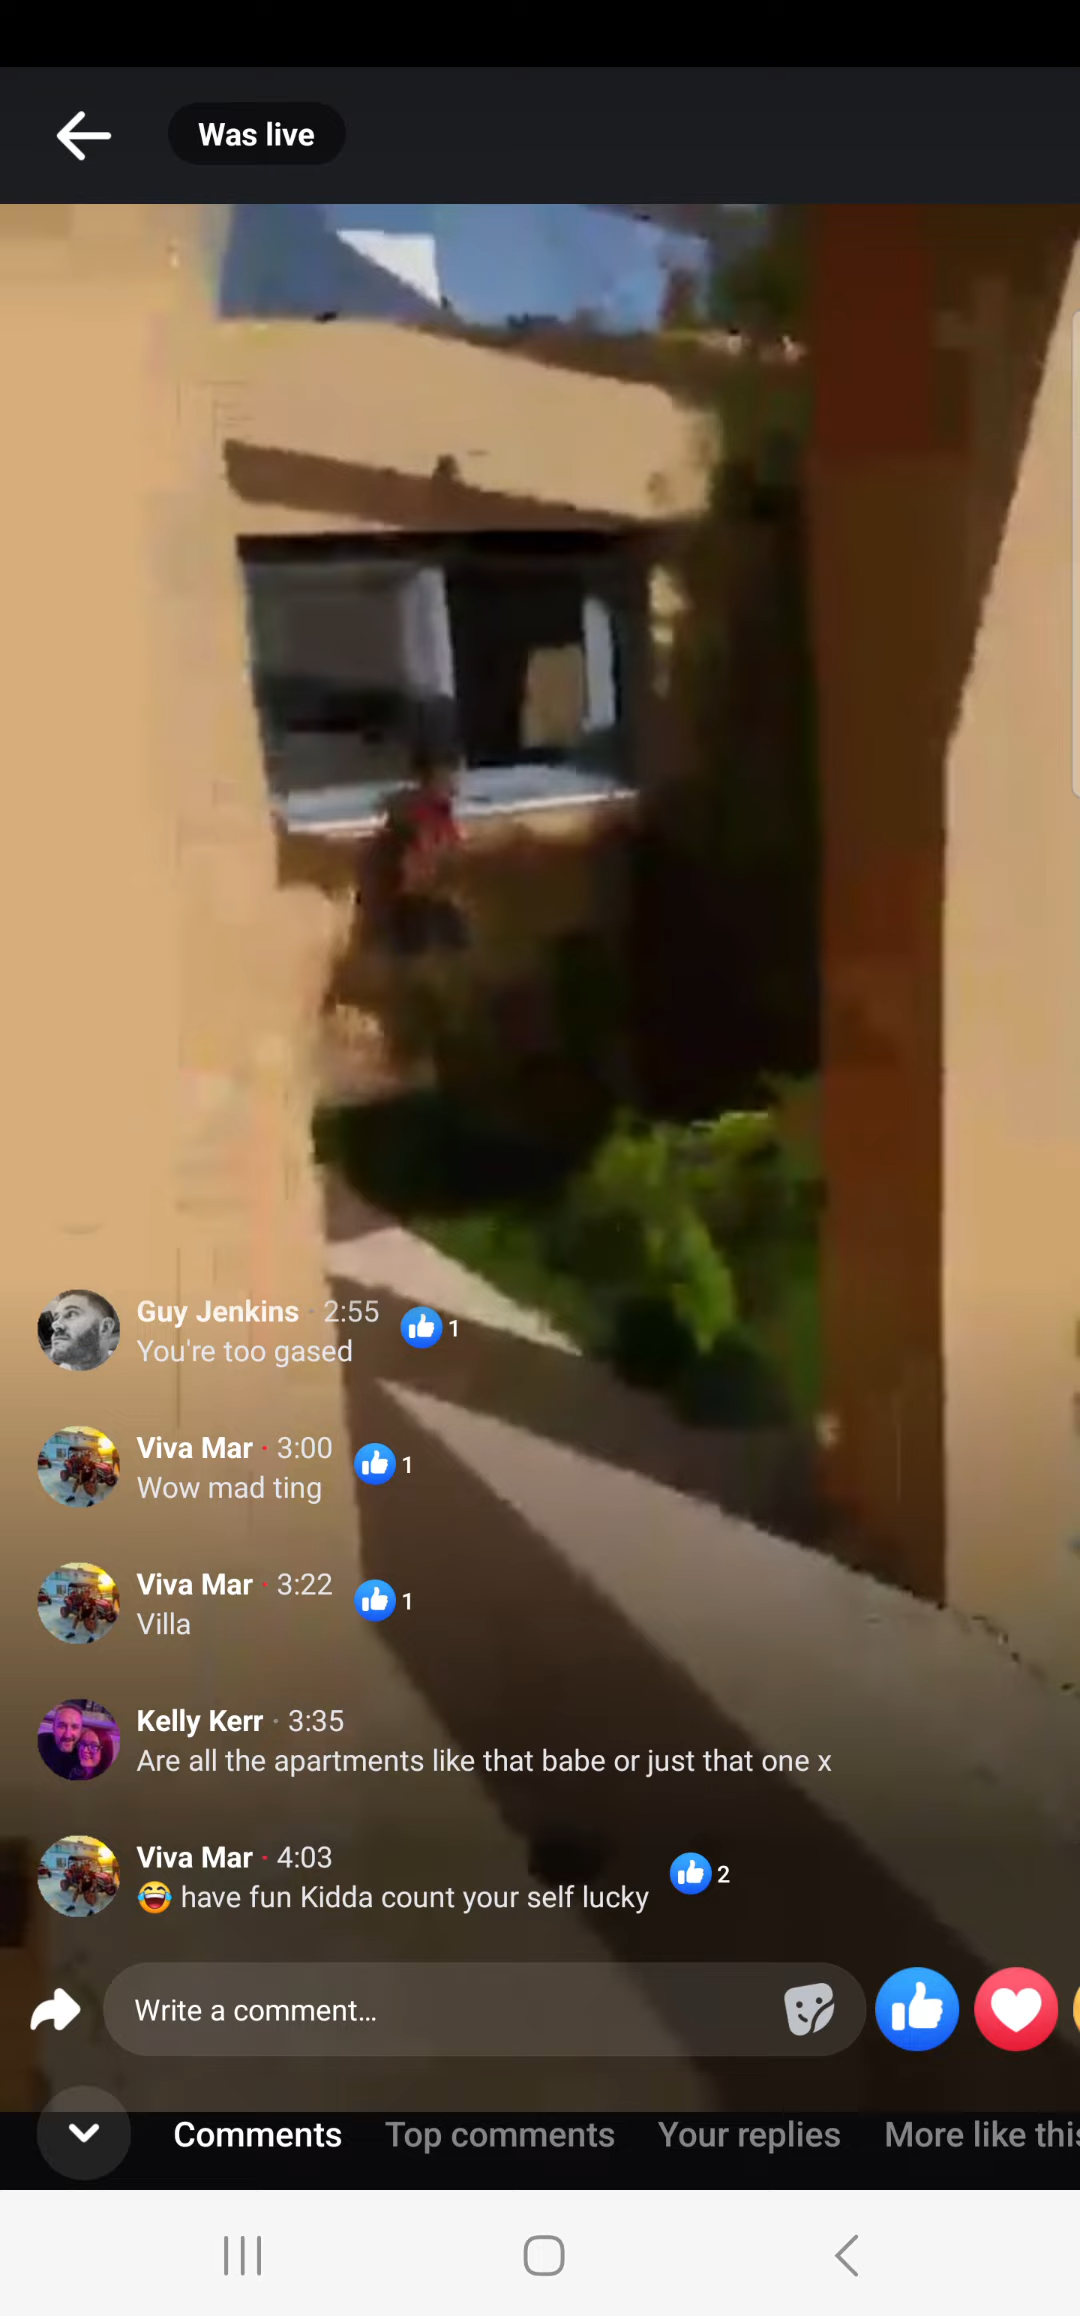 Was live
Guy Jenkins · 2:55
1
You're too gased
Viva Mar · 3:00
1
Wow mad ting
Viva Mar · 3:22
1
Villa
Kelly Kerr · 3:35
Are all the apartments like that babe or just that one x
Viva Mar · 4:03
2
😂 have fun Kidda count your self lucky
Write a comment...
Comments Top comments Your replies More like this